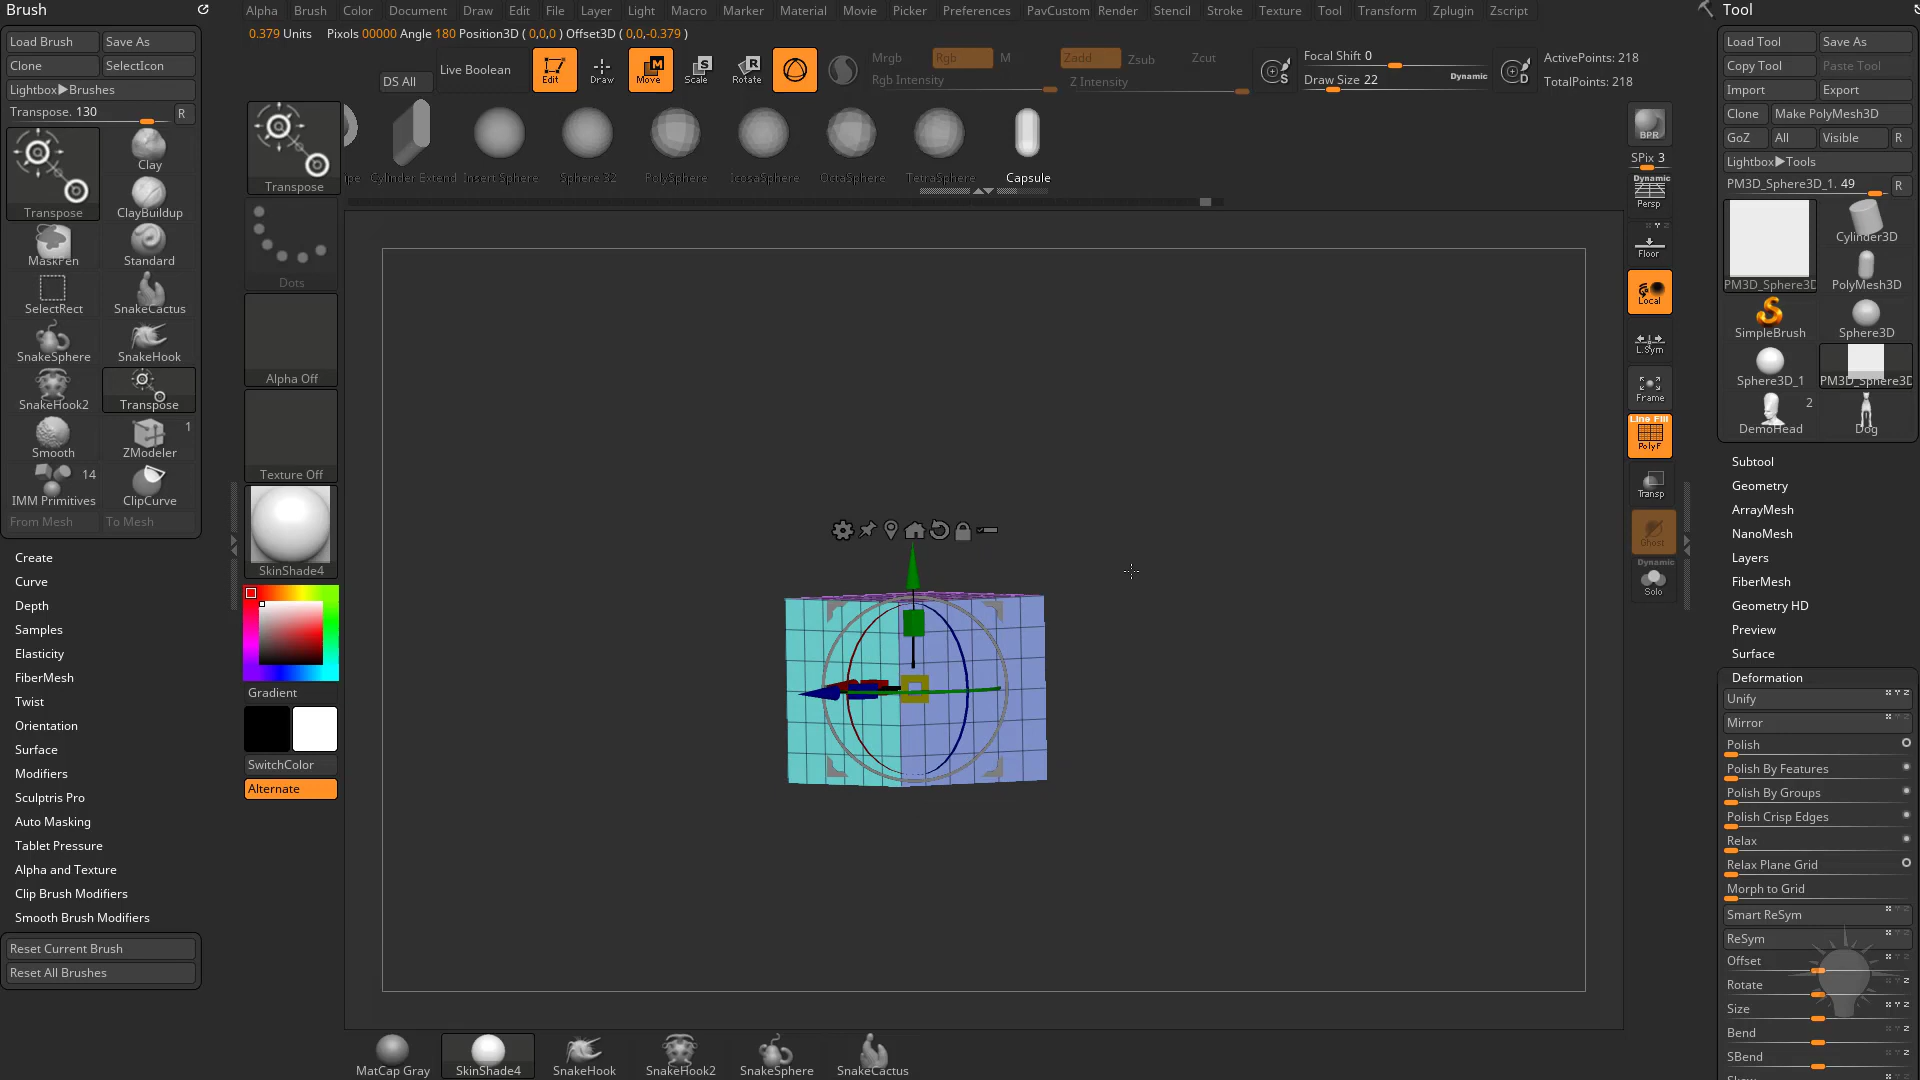 Brush
Load Brush
Save As
Clone
SelectIcon
Lightbox▶Brushes
Transpose. 130
R
Transpose
Clay
ClayBuildup
MaskPen
Standard
SelectRect
SnakeCactus
SnakeSphere
SnakeHook
SnakeHook2
Transpose
Smooth
1
ZModeler
14
IMM Primitives
ClipCurve
From Mesh
To Mesh
Create
Curve
Depth
Samples
Elasticity
FiberMesh
Twist
Orientation
Surface
Modifiers
Sculptris Pro
Auto Masking
Tablet Pressure
Alpha and Texture
Clip Brush Modifiers
Smooth Brush Modifiers
Reset Current Brush
Reset All Brushes
Alpha Brush Color Document Draw Edit File Layer Light Macro Marker Material Movie Picker Preferences PavCustom Render Stencil Stroke Texture Tool Transform Zplugin Zscript
0.379 Units Pixols 00000 Angle 180 Position3D ( 0,0,0 ) Offset3D ( 0,0,-0.379 )
DS All
Live Boolean
Edit
Draw
M
Move
S
Scale
R
Rotate
Mrgb
Rgb
M
Rgb Intensity
Zadd
Zsub
Zcut
Z Intensity
S
Focal Shift 0
Draw Size 22
Dynamic
D
ActivePoints: 218
TotalPoints: 218
Transpose
Cylinder Extend
Insert Sphere
Sphere 32
PolySphere
IcosaSphere
OctaSphere
TetraSphere
Capsule
Dots
Alpha Off
Texture Off
SkinShade4
Gradient
SwitchColor
Alternate
MatCap Gray
SkinShade4
SnakeHook
SnakeHook2
SnakeSphere
SnakeCactus
BPR
SPix 3
Dynamic
Persp
Floor
Local
L.Sym
Frame
Line Fill
PolyF
Transp
Ghost
Dynamic
Solo
Tool
Load Tool
Save As
Copy Tool
Paste Tool
Import
Export
Clone
Make PolyMesh3D
GoZ
All
Visible
R
Lightbox▶Tools
PM3D_Sphere3D_1. 49
R
PM3D_Sphere3D
Cylinder3D
PolyMesh3D
SimpleBrush
Sphere3D
Sphere3D_1
PM3D_Sphere3D
2
DemoHead
Dog
Subtool
Geometry
ArrayMesh
NanoMesh
Layers
FiberMesh
Geometry HD
Preview
Surface
Deformation
Unify
Mirror
Polish
Polish By Features
Polish By Groups
Polish Crisp Edges
Relax
Relax Plane Grid
Morph to Grid
Smart ReSym
ReSym
Offset
Rotate
Size
Bend
SBend